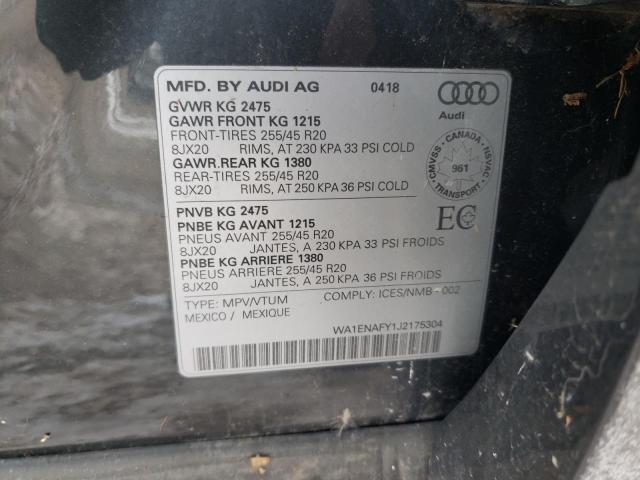 MFD. BY AUDI AG 0418
Audi
GVWR KG 2475
GAWR FRONT KG 1215
FRONT-TIRES 255/45 R20
8JX20 RIMS, AT 230 KPA 33 PSI COLD
GAWR.REAR KG 1380
REAR-TIRES 255/45 R20
8JX20 RIMS, AT 250 KPA 36 PSI COLD
CMVSS - CANADA - NSVAC
961
TRANSPORT
PNVB KG 2475
PNBE KG AVANT 1215
PNEUS AVANT 255/45 R20
8JX20 JANTES, A 230 KPA 33 PSI FROIDS
PNBE KG ARRIERE 1380
PNEUS ARRIERE 255/45 R20
8JX20 JANTES, A 250 KPA 36 PSI FROIDS
EC
TYPE: MPV/VTUM COMPLY: ICES/NMB-002
MEXICO / MEXIQUE
WA1ENAFY1J2175304